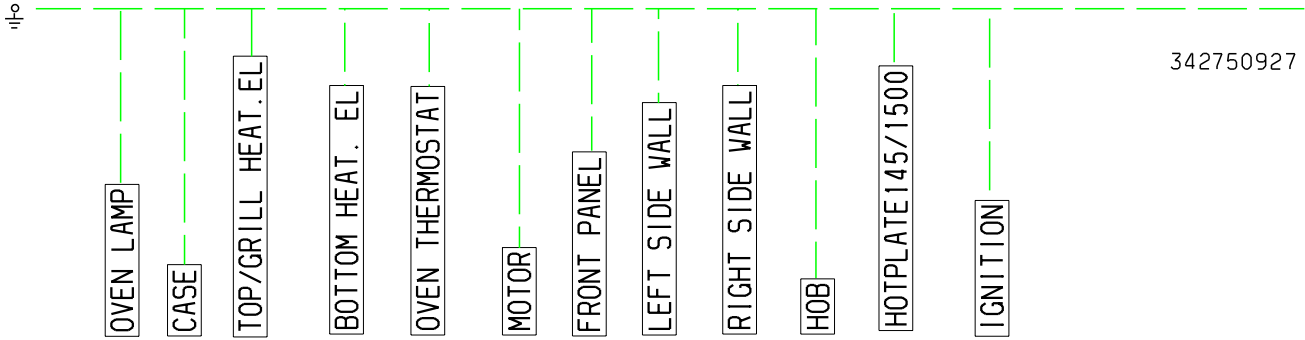 342750927
OVEN LAMP
CASE
TOP/GRILL HEAT.EL
BOTTOM HEAT. EL
OVEN THERMOSTAT
MOTOR
FRONT PANEL
LEFT SIDE WALL
RIGHT SIDE WALL
HOB
HOTPLATE145/1500
IGNITION